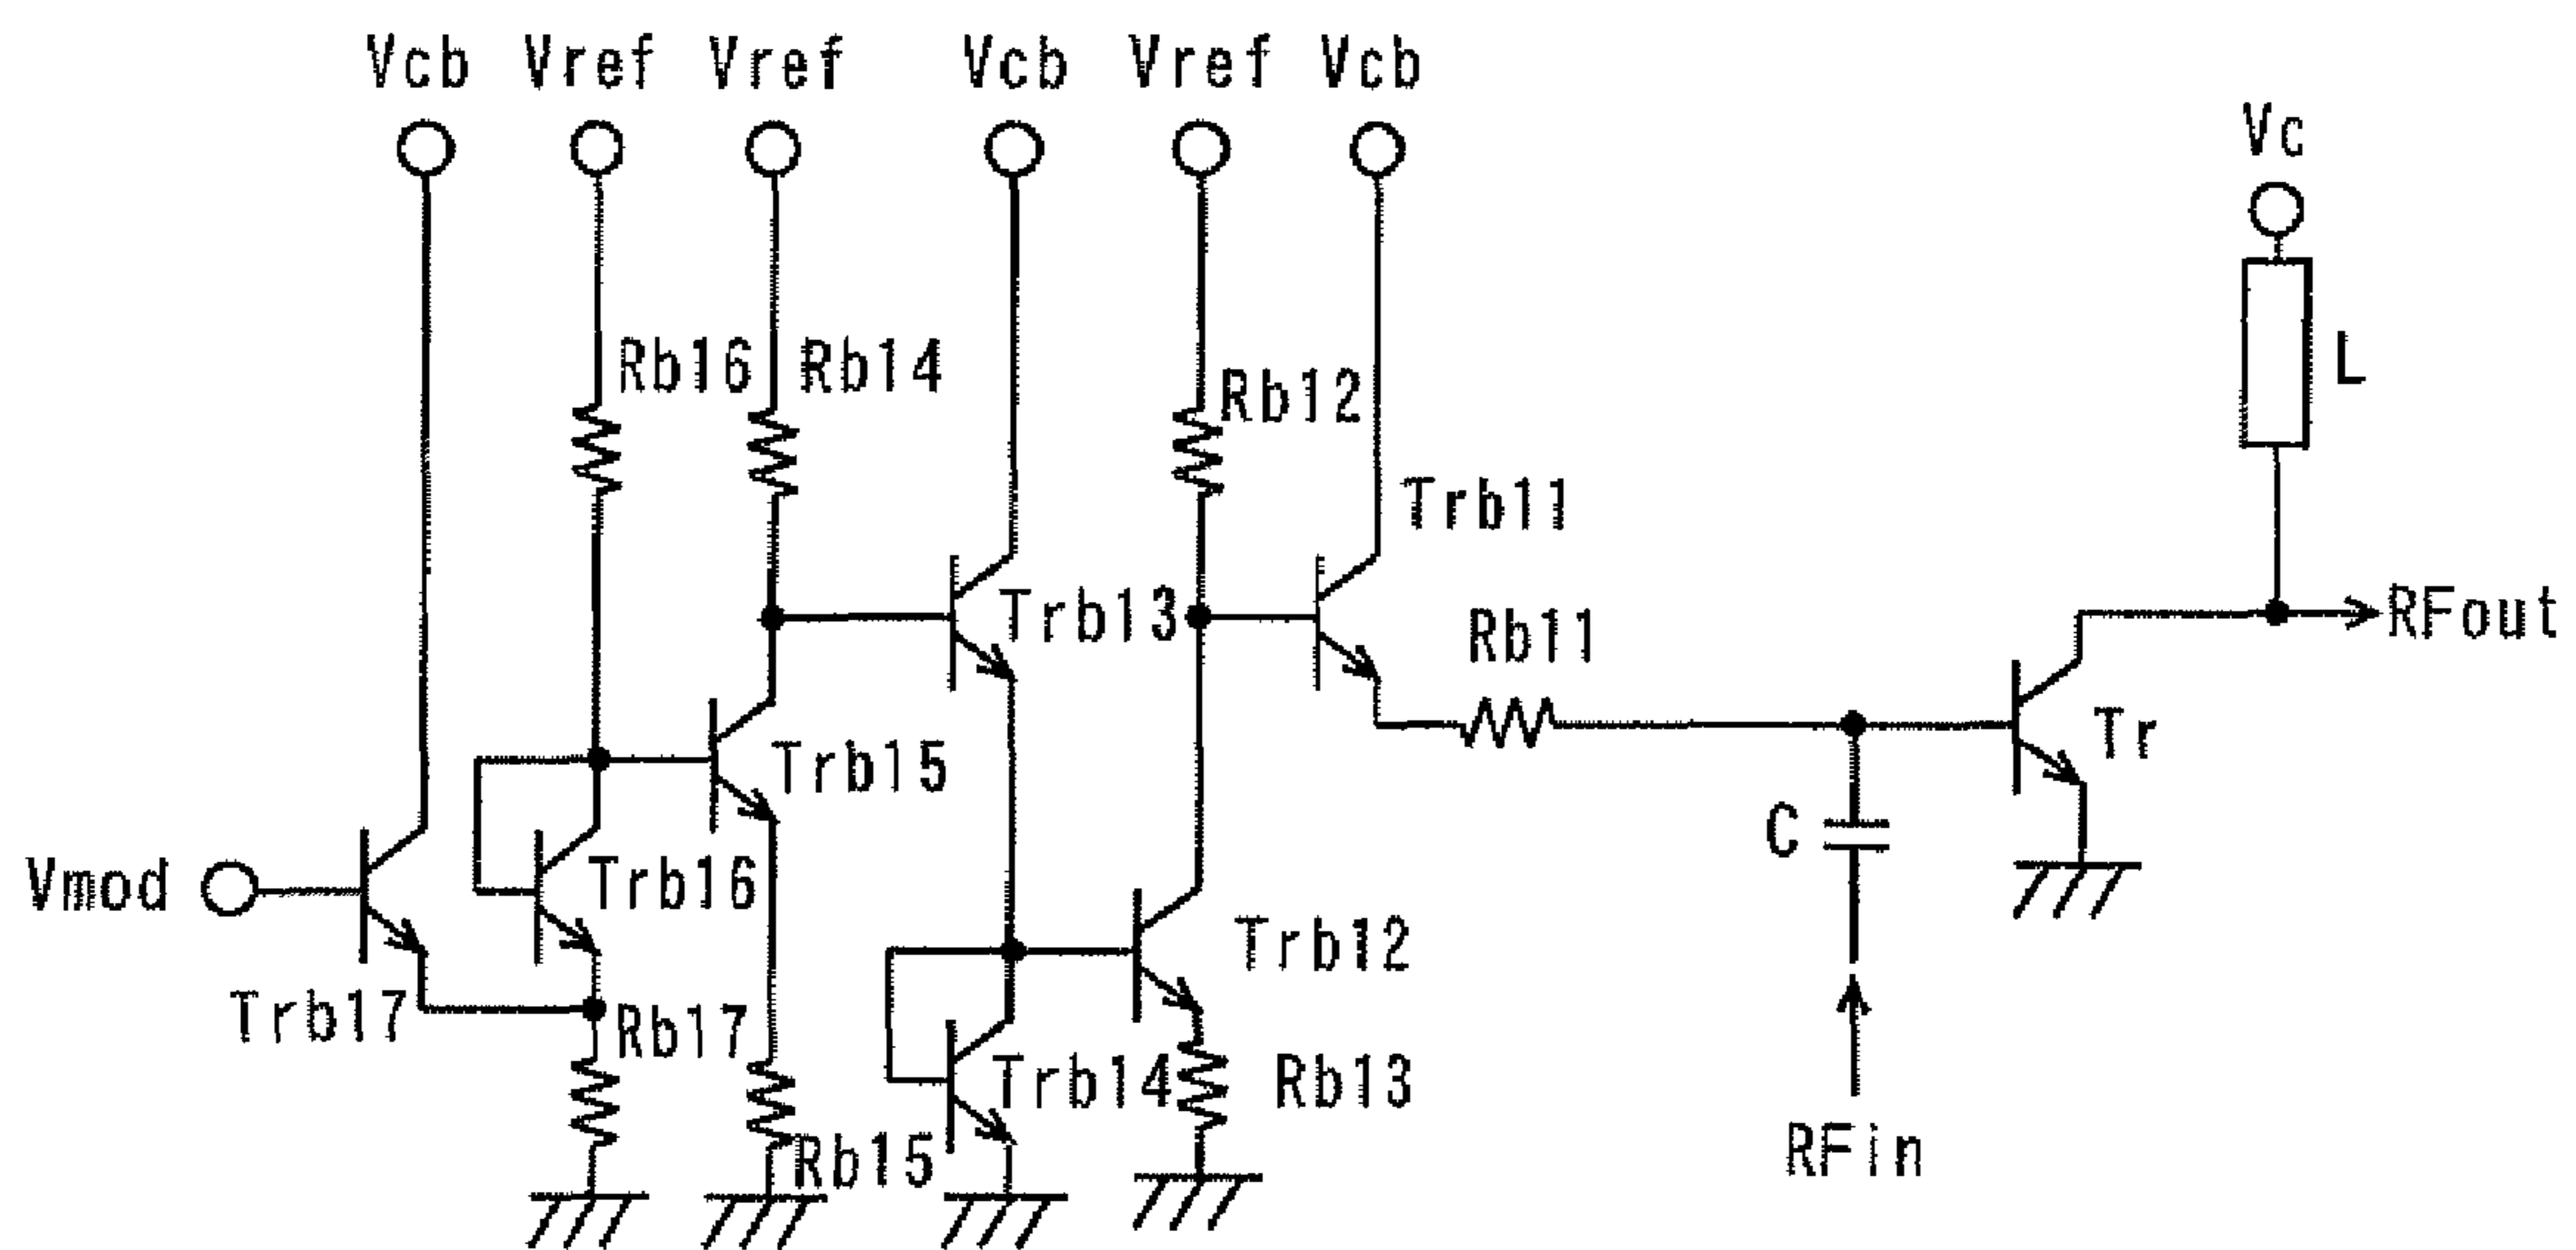 Vcb Vref Vref Vcb Vref Vcb
Vc
Rb16 Rb14 Rb12
L
Trb11
Trb13 Rb11 RFout
Trb15 Tr
C
Vmod Trb16
Trb12
Trb17 Rb17
Trb14 Rb13
Rb15 RFin